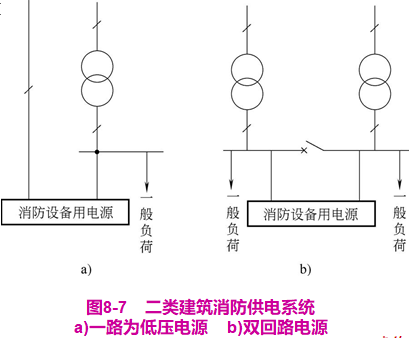 一般负荷
消防设备用电源
a)
一般负荷
消防设备用电源
一般负荷
b)
图8-7 二类建筑消防供电系统
a)一路为低压电源 b)双回路电源